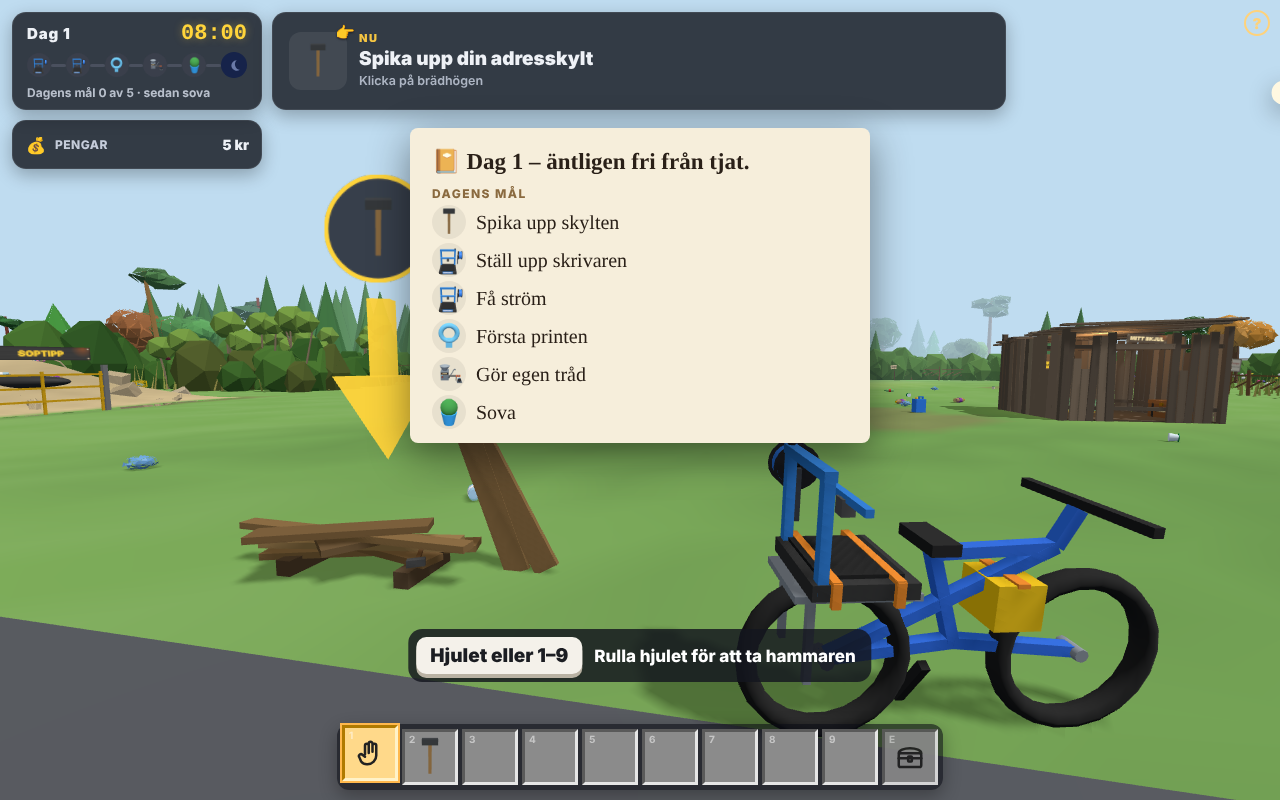 Dag 1
08:00
Dagens mål 0 av 5 · sedan sova
PENGAR
5 kr
NU
Spika upp din adresskylt
Klicka på brädhögen
?
Dag 1 – äntligen fri från tjat.
DAGENS MÅL
Spika upp skylten
Ställ upp skrivaren
Få ström
Första printen
Gör egen tråd
Sova
SOPTIPP
Hjulet eller 1–9
Rulla hjulet för att ta hammaren
1
2
3
4
5
6
7
8
9
E